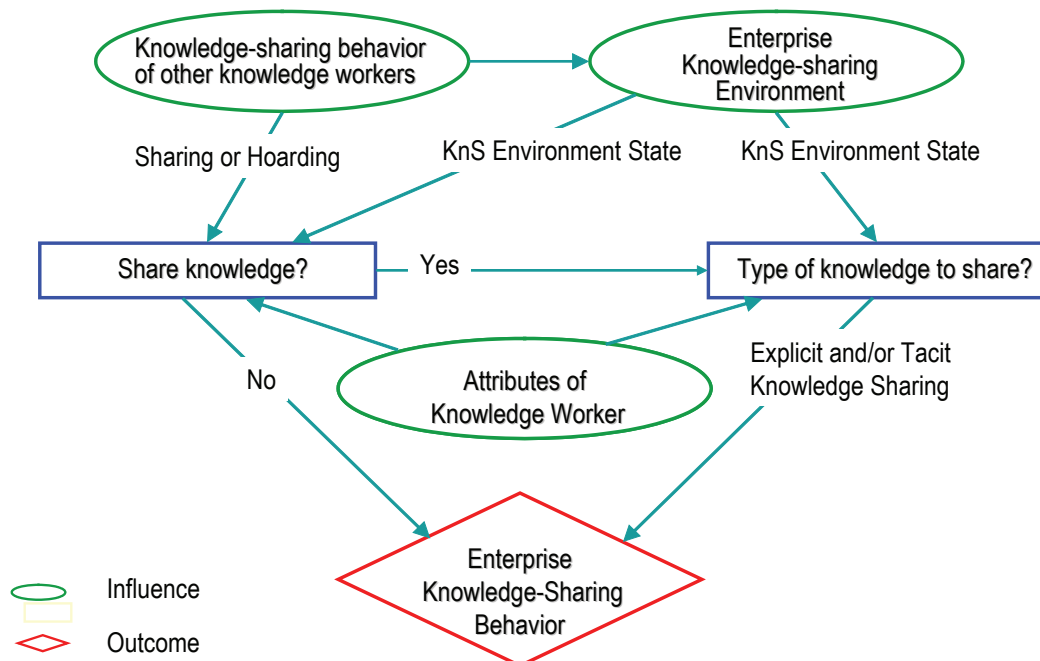 Knowledge-sharing behavior
of other knowledge workers
Enterprise
Knowledge-sharing
Environment
Sharing or Hoarding
KnS Environment State
KnS Environment State
Share knowledge?
Yes
Type of knowledge to share?
No
Attributes of
Knowledge Worker
Explicit and/or Tacit
Knowledge Sharing
Enterprise
Knowledge-Sharing
Behavior
Influence
Outcome